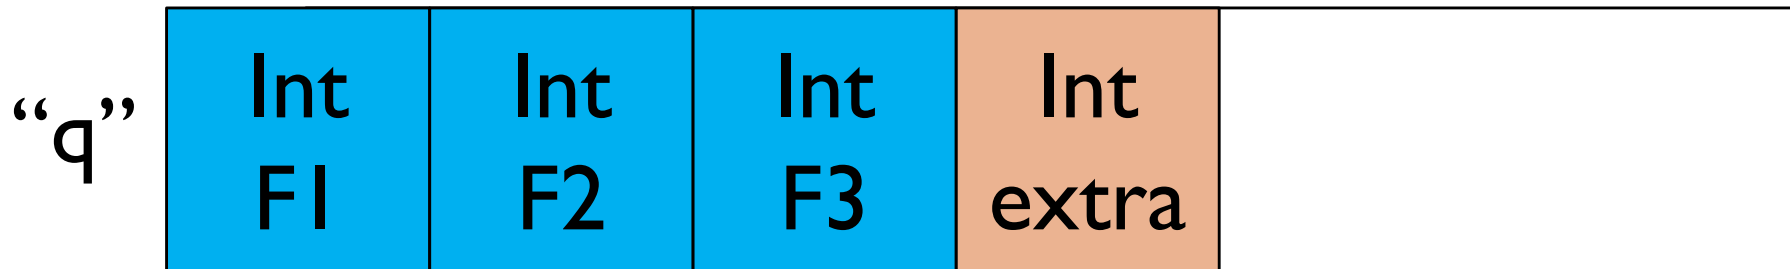 “q”
Int
F1
Int
F2
Int
F3
Int
extra